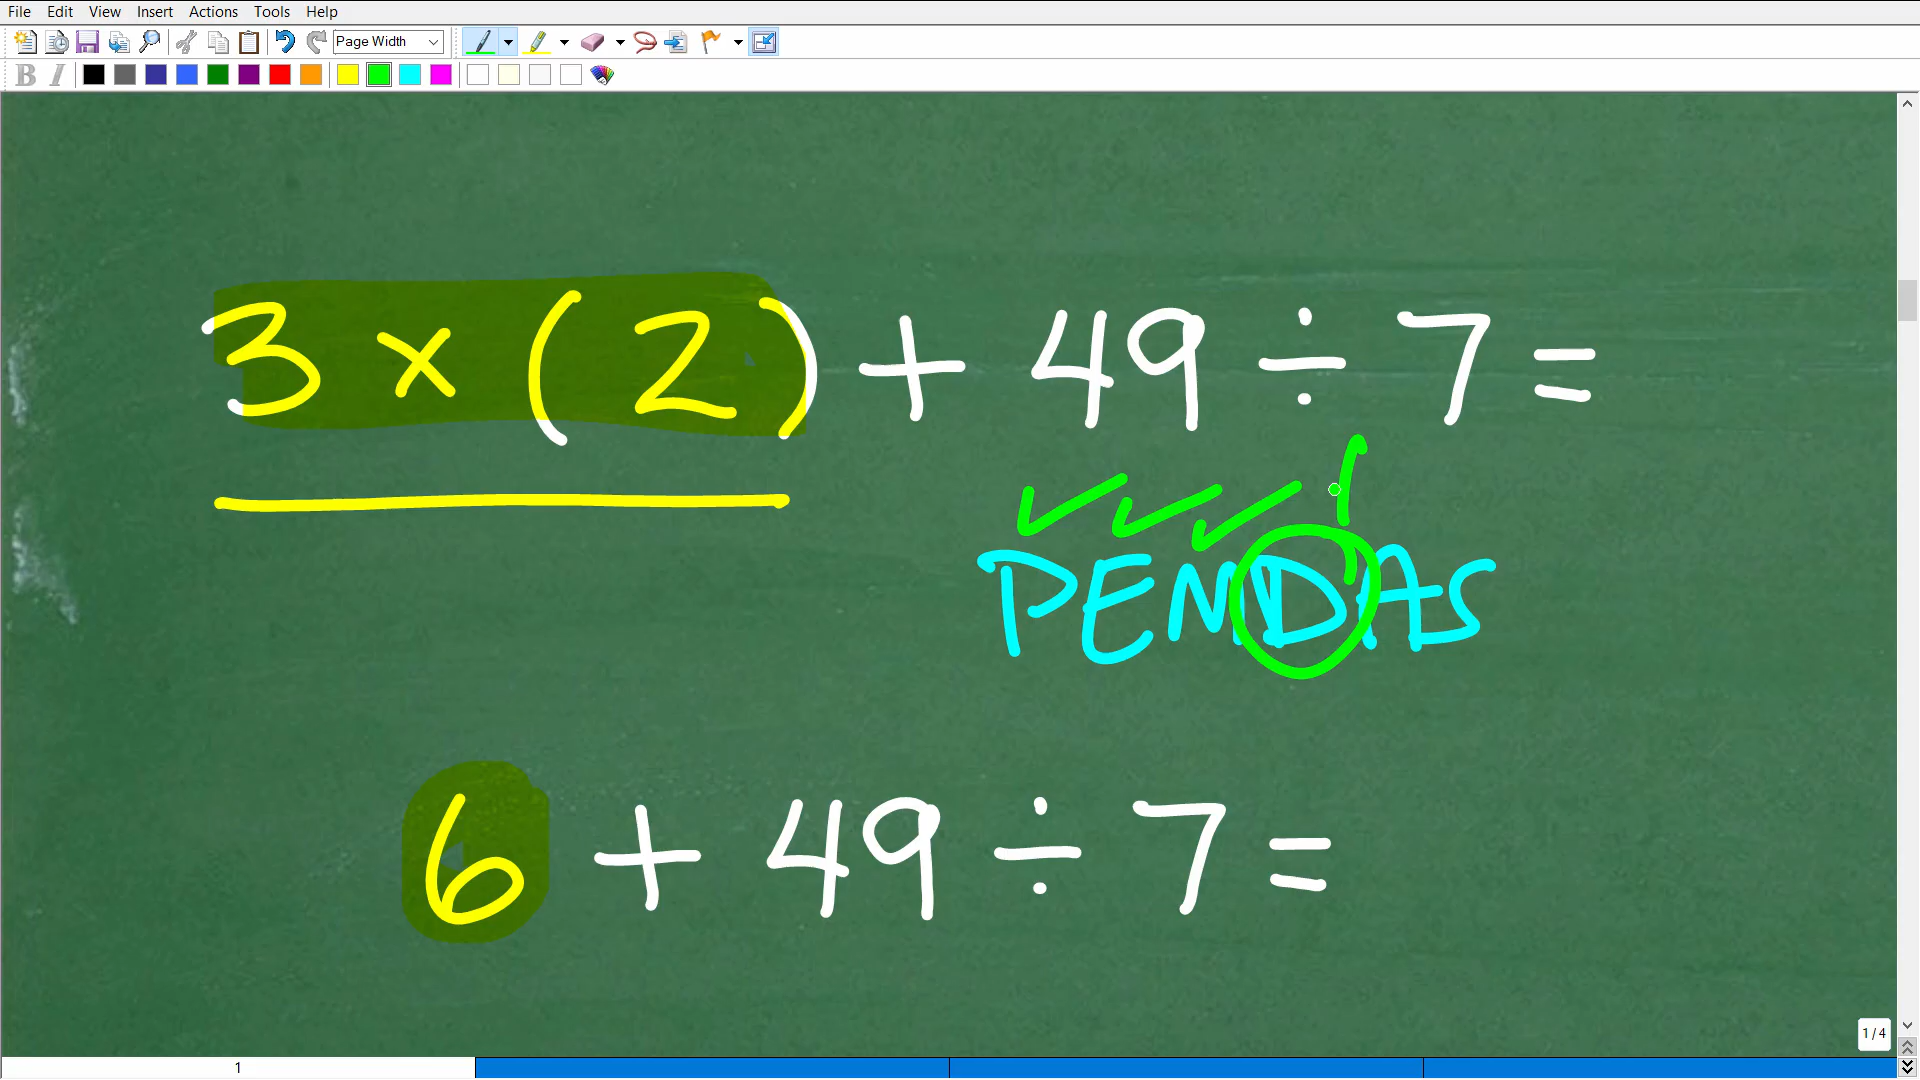 File Edit View Insert Actions Tools Help
Page Width
B I
3 × ( 2 ) + 49 ÷ 7 =
PEMDAS
6 + 49 ÷ 7 =
1 / 4
1